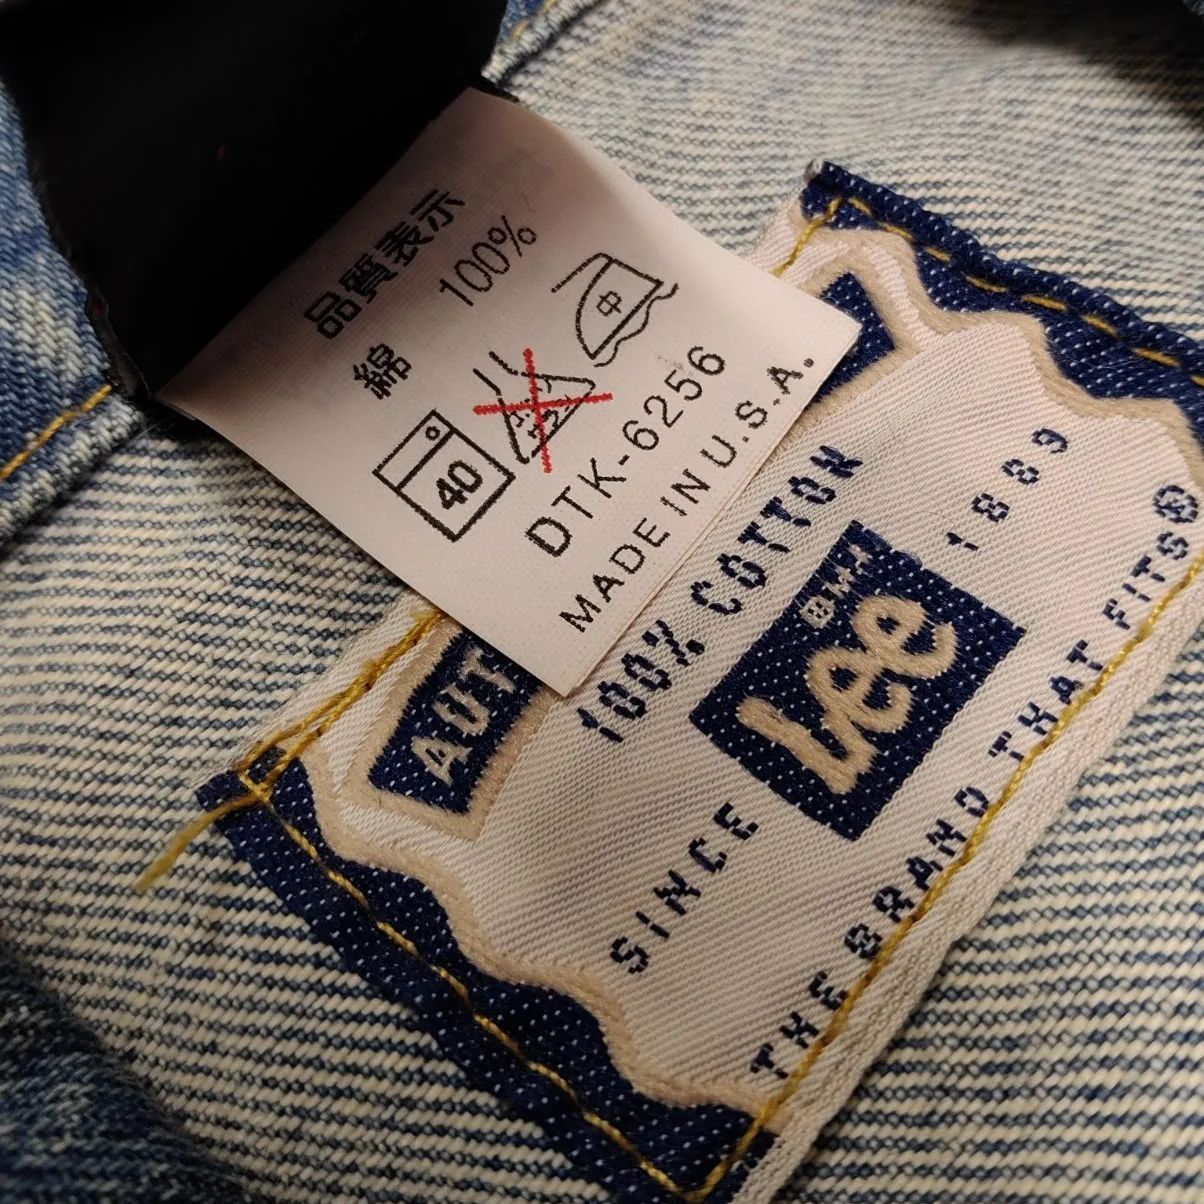 品質表示
綿 100%
40
中
DTK-6256
MADE IN U.S.A.
AUT
100% COTTON
Lee
SINCE 1889
THE BRAND THAT FITS®